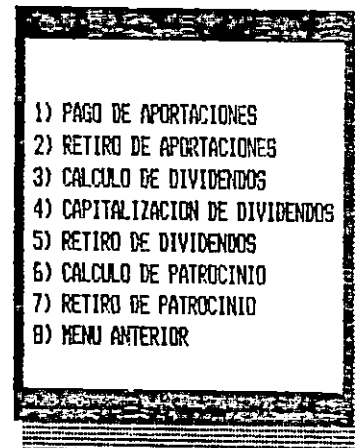 1) PAGO DE APORTACIONES
2) RETIRO DE APORTACIONES
3) CALCULO DE DIVIDENDOS
4) CAPITALIZACION DE DIVIDENDOS
5) RETIRO DE DIVIDENDOS
6) CALCULO DE PATROCINIO
7) RETIRO DE PATROCINIO
8) MENU ANTERIOR